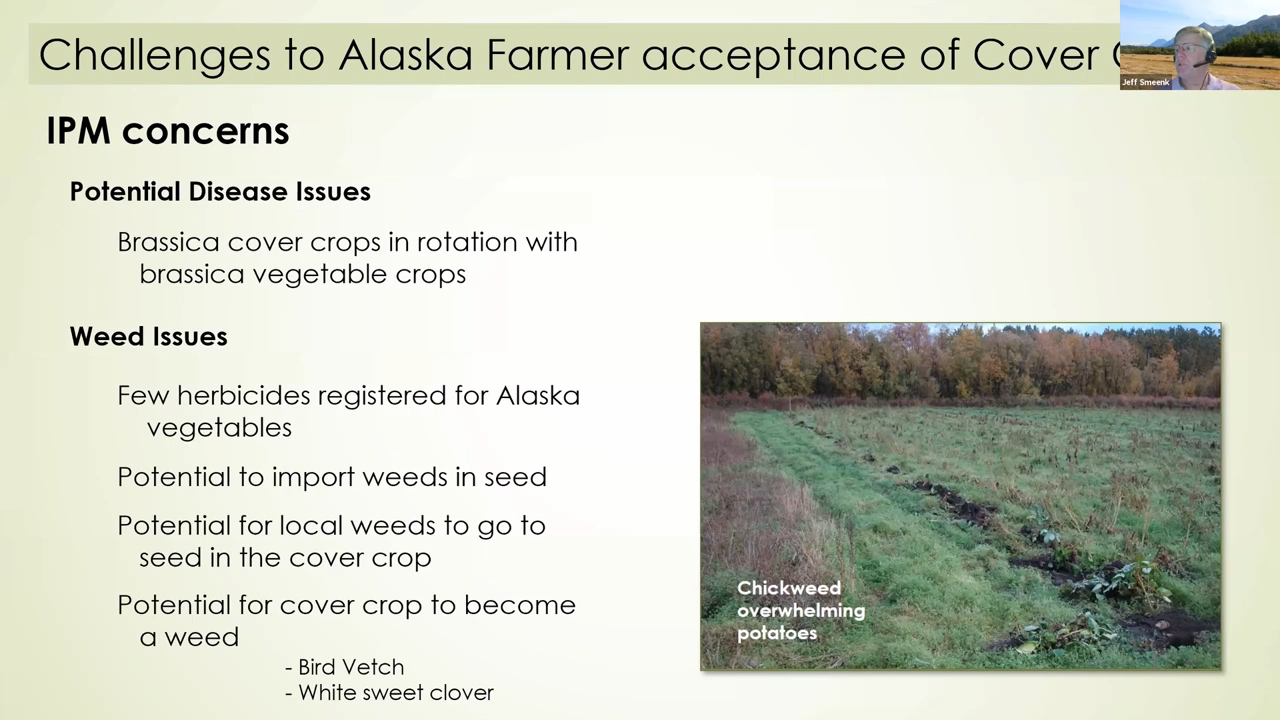 Challenges to Alaska Farmer acceptance of Cover
Jeff Smeenk
IPM concerns
Potential Disease Issues
Brassica cover crops in rotation with
brassica vegetable crops
Weed Issues
Few herbicides registered for Alaska
vegetables
Potential to import weeds in seed
Potential for local weeds to go to
seed in the cover crop
Potential for cover crop to become
a weed
- Bird Vetch
- White sweet clover
Chickweed
overwhelming
potatoes